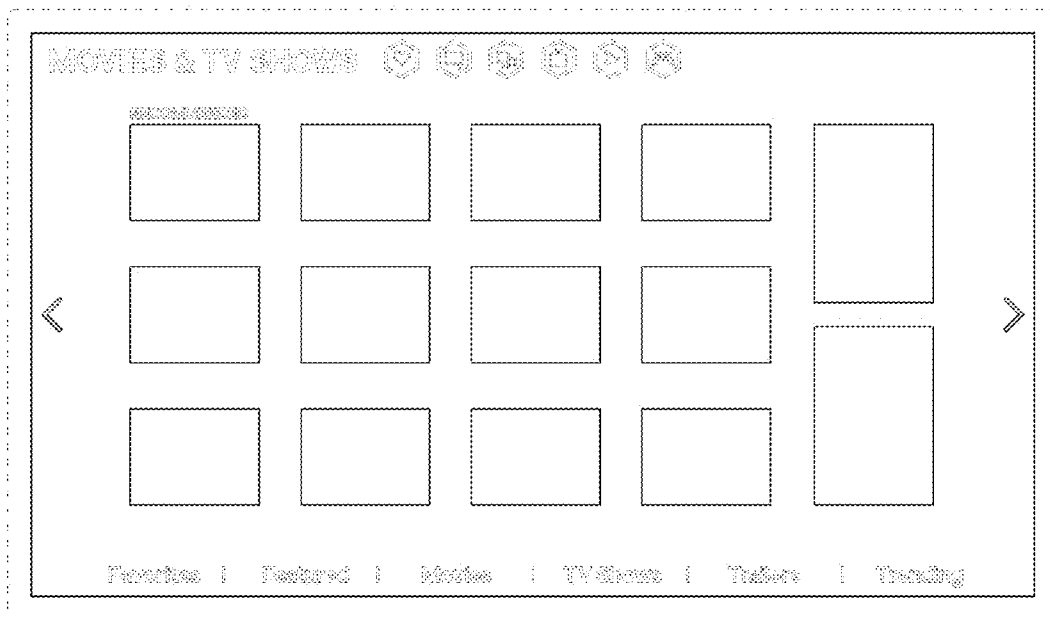 MOVIES & TV SHOWS
Favorites | Featured | Movies | TV Shows | Trailers | Trending